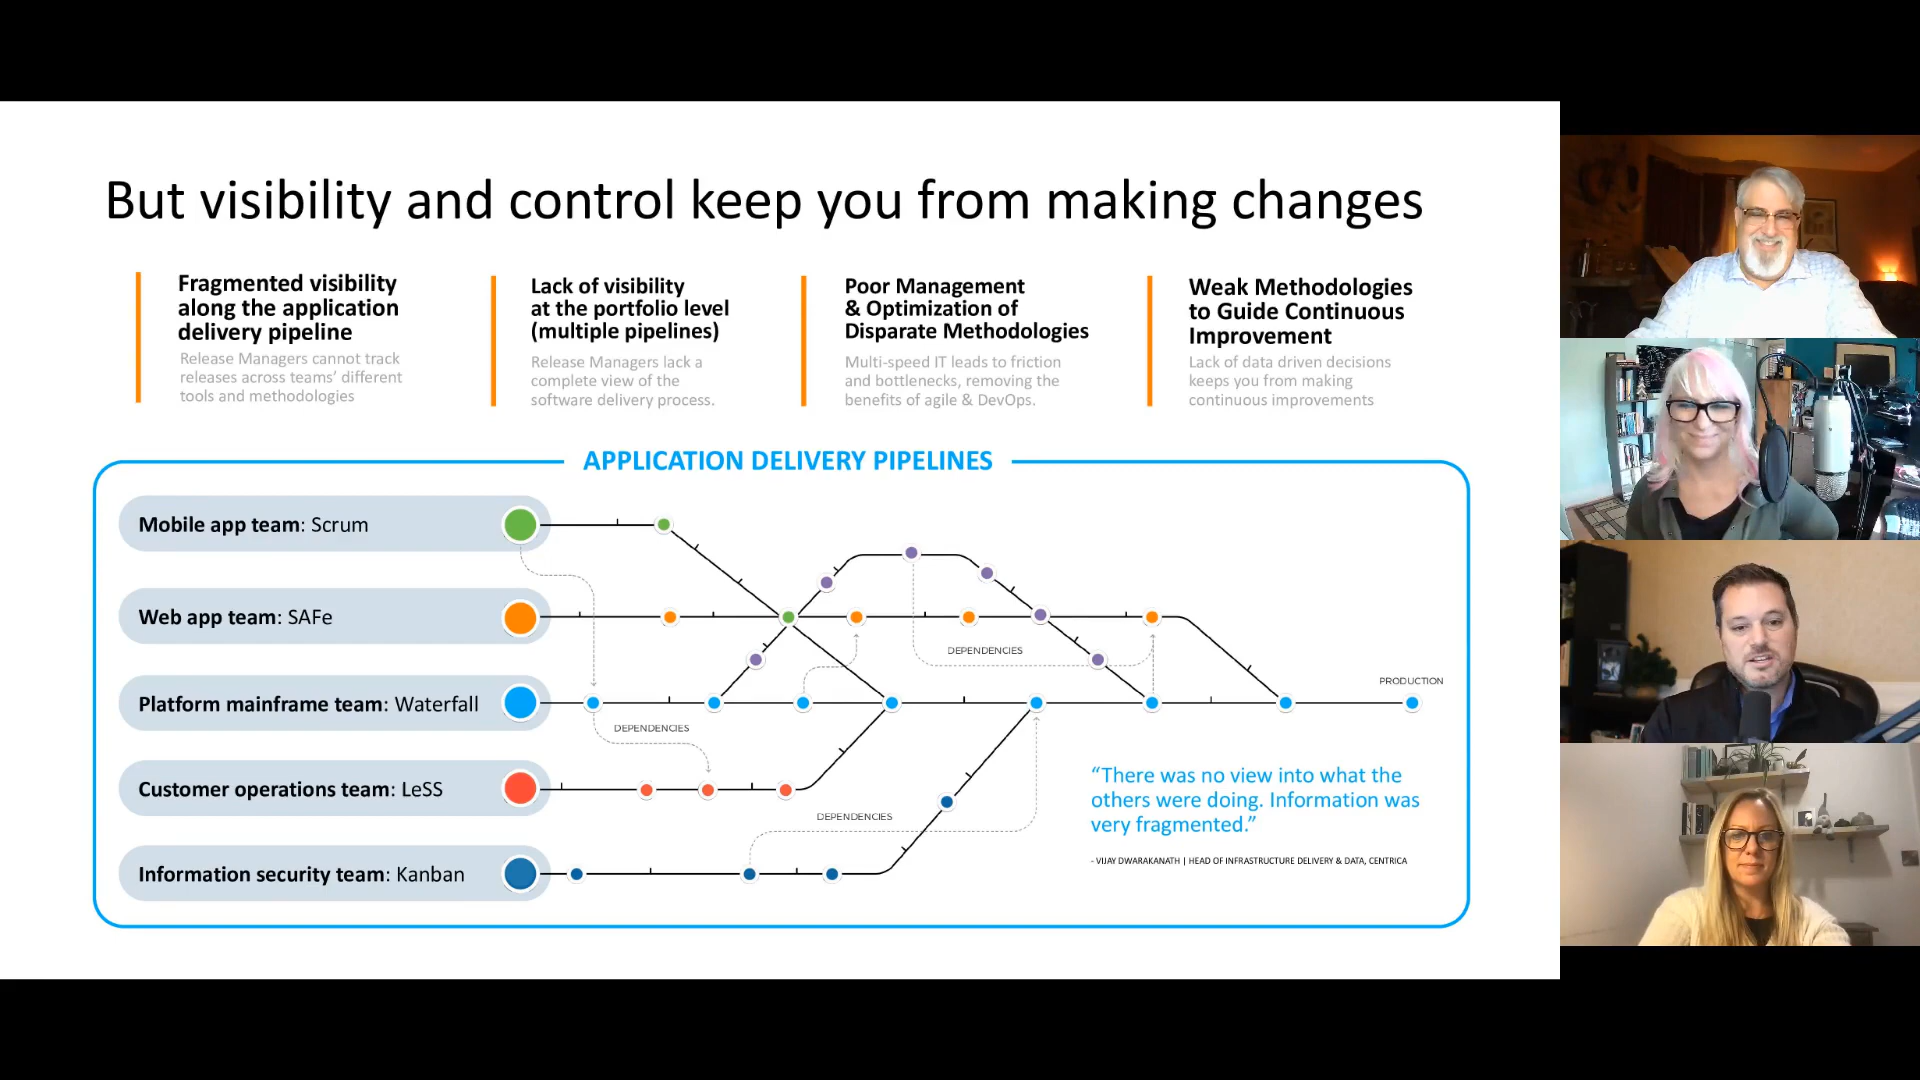 But visibility and control keep you from making changes
Fragmented visibility
along the application
delivery pipeline
Release Managers cannot track
releases across teams’ different
tools and methodologies
Lack of visibility
at the portfolio level
(multiple pipelines)
Release Managers lack a
complete view of the
software delivery process.
Poor Management
& Optimization of
Disparate Methodologies
Multi-speed IT leads to friction
and bottlenecks, removing the
benefits of agile & DevOps.
Weak Methodologies
to Guide Continuous
Improvement
Lack of data driven decisions
keeps you from making
continuous improvements
APPLICATION DELIVERY PIPELINES
Mobile app team: Scrum
Web app team: SAFe
DEPENDENCIES
PRODUCTION
Platform mainframe team: Waterfall
DEPENDENCIES
Customer operations team: LeSS
DEPENDENCIES
Information security team: Kanban
“There was no view into what the
others were doing. Information was
very fragmented.”
- VIJAY DWARAKANATH | HEAD OF INFRASTRUCTURE DELIVERY & DATA, CENTRICA